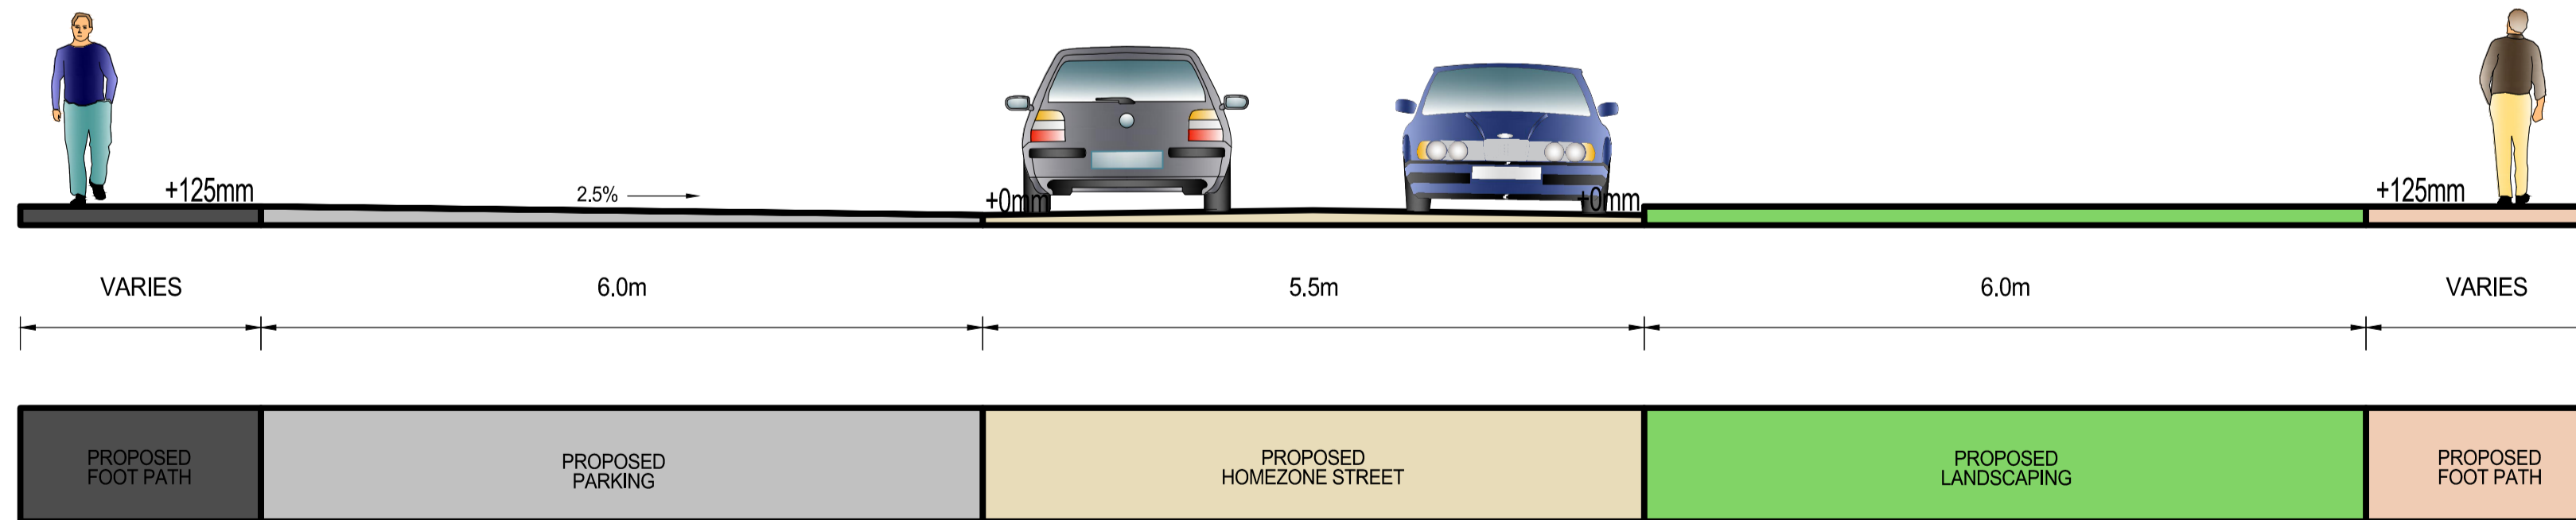 +125mm
2.5%
+0mm
+0mm
+125mm
VARIES
6.0m
5.5m
6.0m
VARIES
PROPOSED
FOOT PATH
PROPOSED
PARKING
PROPOSED
HOMEZONE STREET
PROPOSED
LANDSCAPING
PROPOSED
FOOT PATH